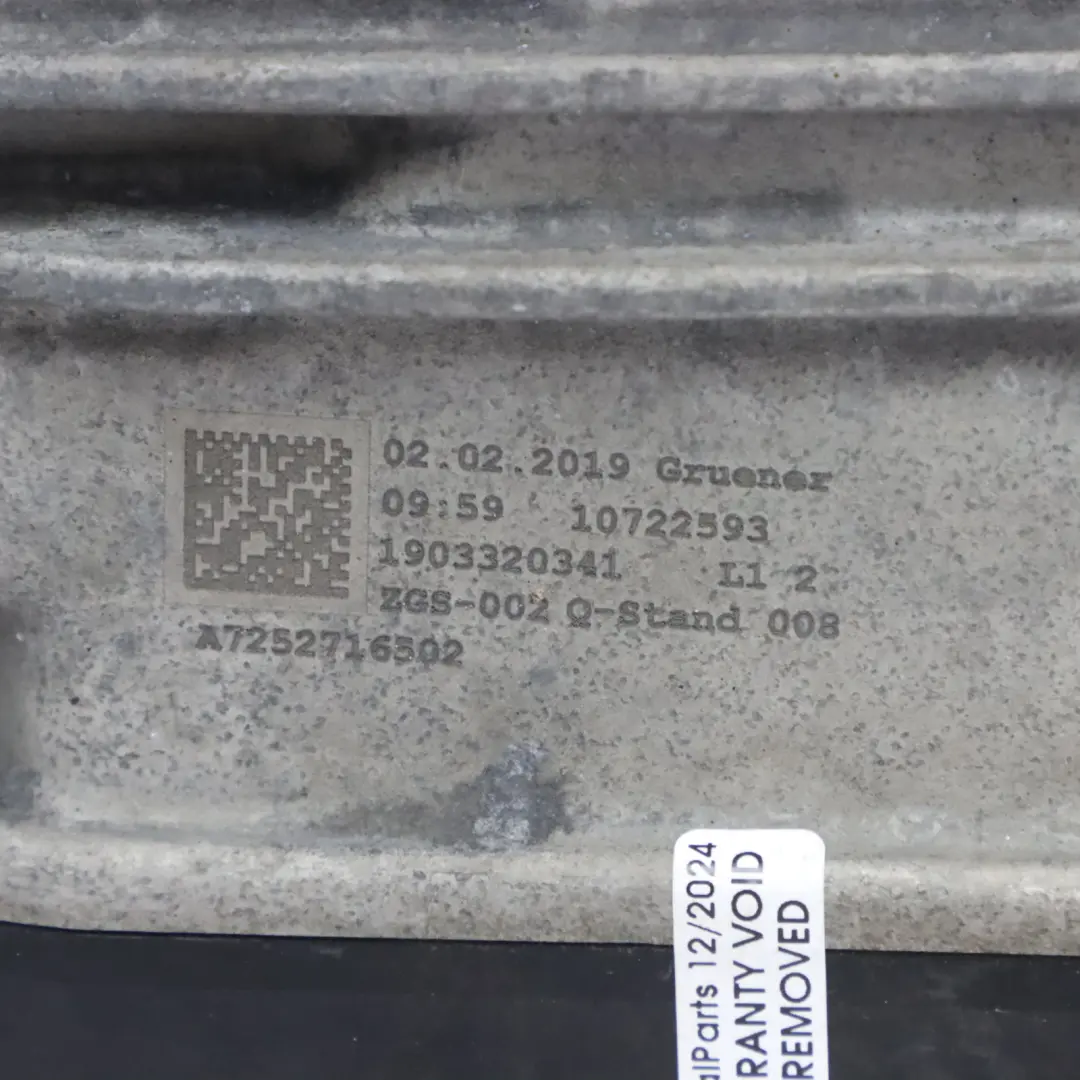 02.02.2019 Gruener
09:59 10722593
1903320341 L1 2
ZGS-002 Q-Stand 008
A7252716502
alParts 12/2024
RANTY VOID
REMOVED